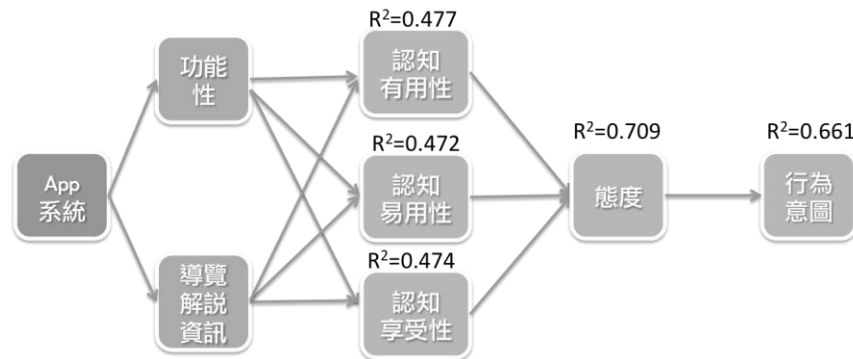 App
系統
功能
性
導覽
解說
資訊
R²=0.477
認知
有用性
R²=0.472
認知
易用性
R²=0.474
認知
享受性
R²=0.709
態度
R²=0.661
行為
意圖